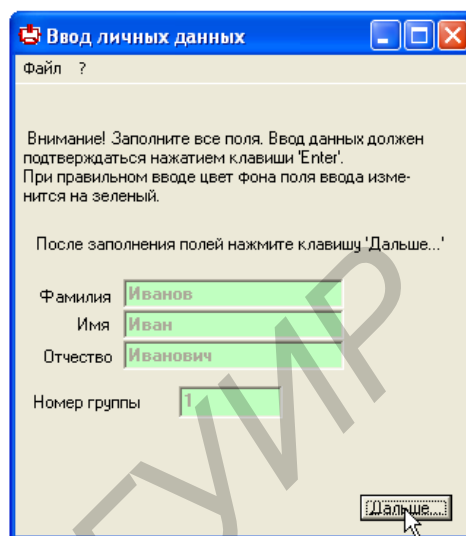 Ввод личных данных
Файл ?
Внимание! Заполните все поля. Ввод данных должен
подтверждаться нажатием клавиши 'Enter'.
При правильном вводе цвет фона поля ввода изме-
нится на зеленый.
После заполнения полей нажмите клавишу 'Дальше...'
Фамилия Иванов
Имя Иван
Отчество Иванович
Номер группы 1
Дальше...
ГУИР